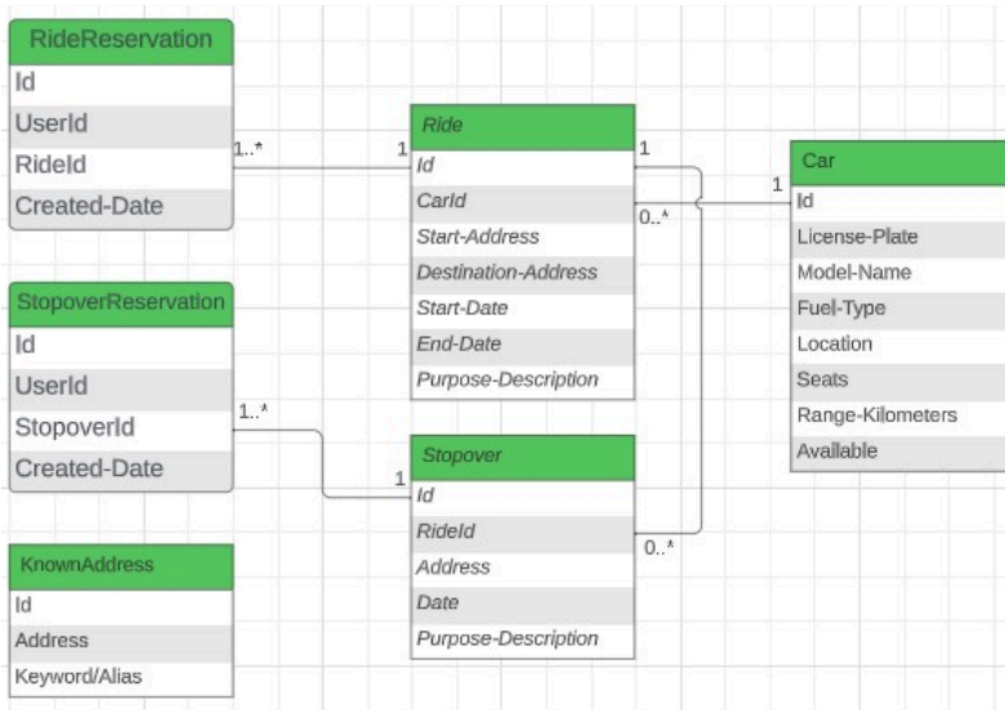 RideReservation
Id
UserId
RideId
Created-Date
1..*
1
StopoverReservation
Id
UserId
StopoverId
Created-Date
1..*
1
KnownAddress
Id
Address
Keyword/Alias
Ride
Id
CarId
Start-Address
Destination-Address
Start-Date
End-Date
Purpose-Description
1
0..*
1
Stopover
Id
RideId
Address
Date
Purpose-Description
0..*
Car
Id
License-Plate
Model-Name
Fuel-Type
Location
Seats
Range-Kilometers
Available